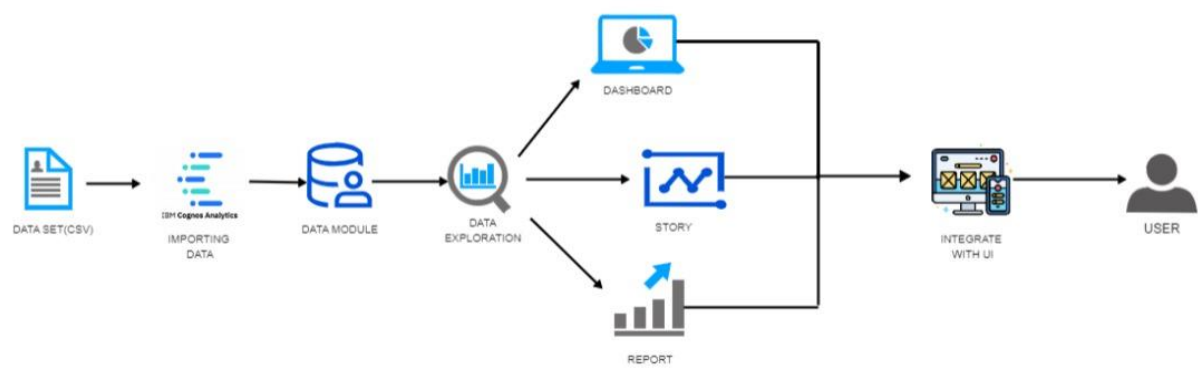 DASHBOARD
IBM Cognos Analytics
DATA SET(CSV)
IMPORTING
DATA
DATA MODULE
DATA
EXPLORATION
STORY
INTEGRATE
WITH UI
USER
REPORT